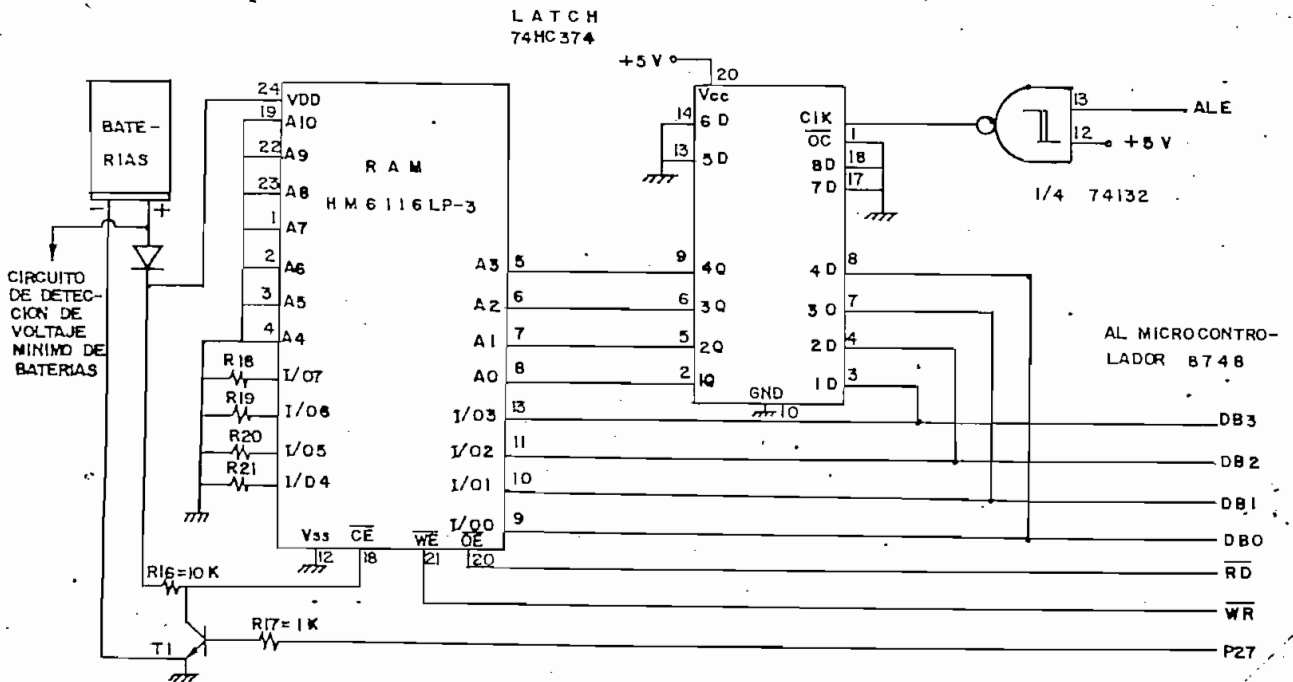 LATCH
74HC374
+5V
20
Vcc
14
6D
13
5D
CIK
1
OC
18
8D
17
7D
13
ALE
12
+5V
1/4 74132
BATE-
RIAS
-
+
CIRCUITO
DE DETEC-
CION DE
VOLTAJE
MINIMO DE
BATERIAS
24
VDD
19
A10
22
A9
23
A8
1
A7
2
A6
3
A5
4
A4
RAM
HM6116LP-3
R18
I/O7
R19
I/O6
R20
I/O5
R21
I/D4
A3
5
A2
6
A1
7
A0
8
I/O3
13
I/O2
11
I/O1
10
I/O0
9
9
4Q
6
3Q
5
2Q
2
1Q
4D
8
3O
7
2D
4
1D
3
GND
10
AL MICROCONTRO-
LADOR 8748
DB3
DB2
DB1
DB0
RD
WR
P27
Vss
12
CE
18
WE
21
OE
20
R16=10K
R17=1K
T1